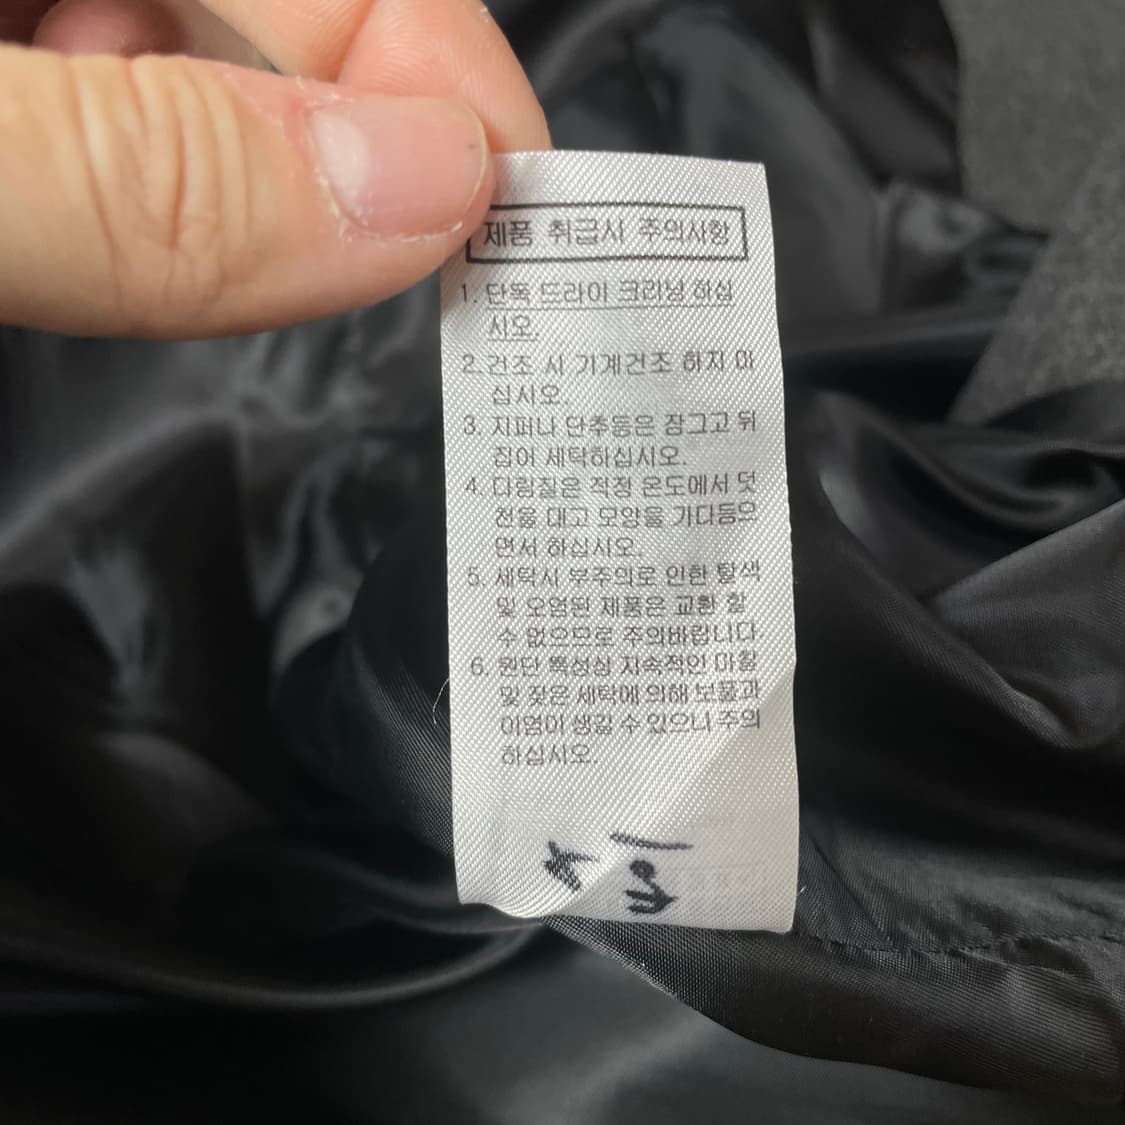 제품 취급시 주의사항
1. 단독 드라이 크리닝 하십
시오.
2. 건조 시 기계건조 하지 마
십시오.
3. 지퍼나 단추등은 잠그고 뒤
집어 세탁하십시오.
4. 다림질은 적정 온도에서 덧
천을 대고 모양을 가다듬으
면서 하십시오.
5. 세탁시 부주의로 인한 탈색
및 오염된 제품은 교환 할
수 없으므로 주의바랍니다.
6. 원단 특성상 지속적인 마찰
및 잦은 세탁에 의해 보풀과
이염이 생길 수 있으니 주의
하십시오.